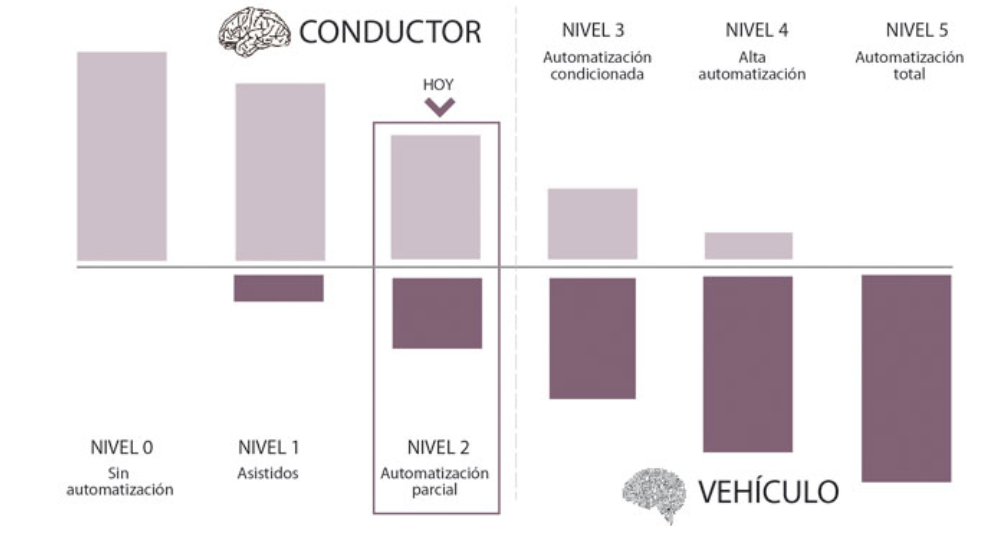 CONDUCTOR
HOY
NIVEL 3
Automatización
condicionada
NIVEL 4
Alta
automatización
NIVEL 5
Automatización
total
NIVEL 0
Sin
automatización
NIVEL 1
Asistidos
NIVEL 2
Automatización
parcial
VEHÍCULO